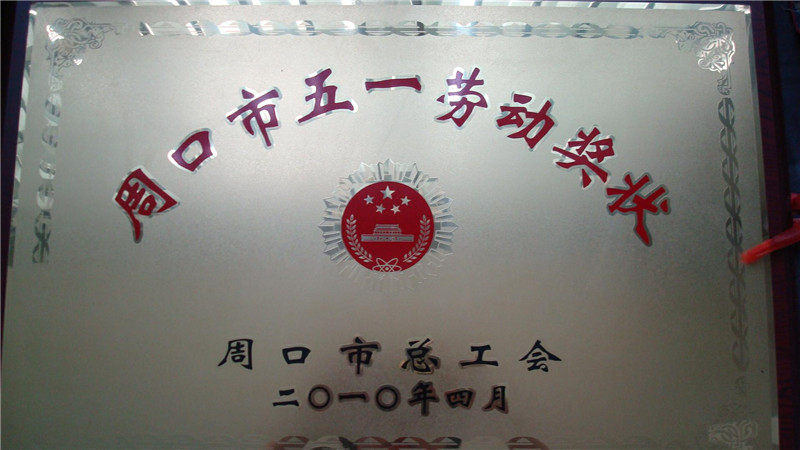 周口市五一劳动奖状
周口市总工会
二〇一〇年四月